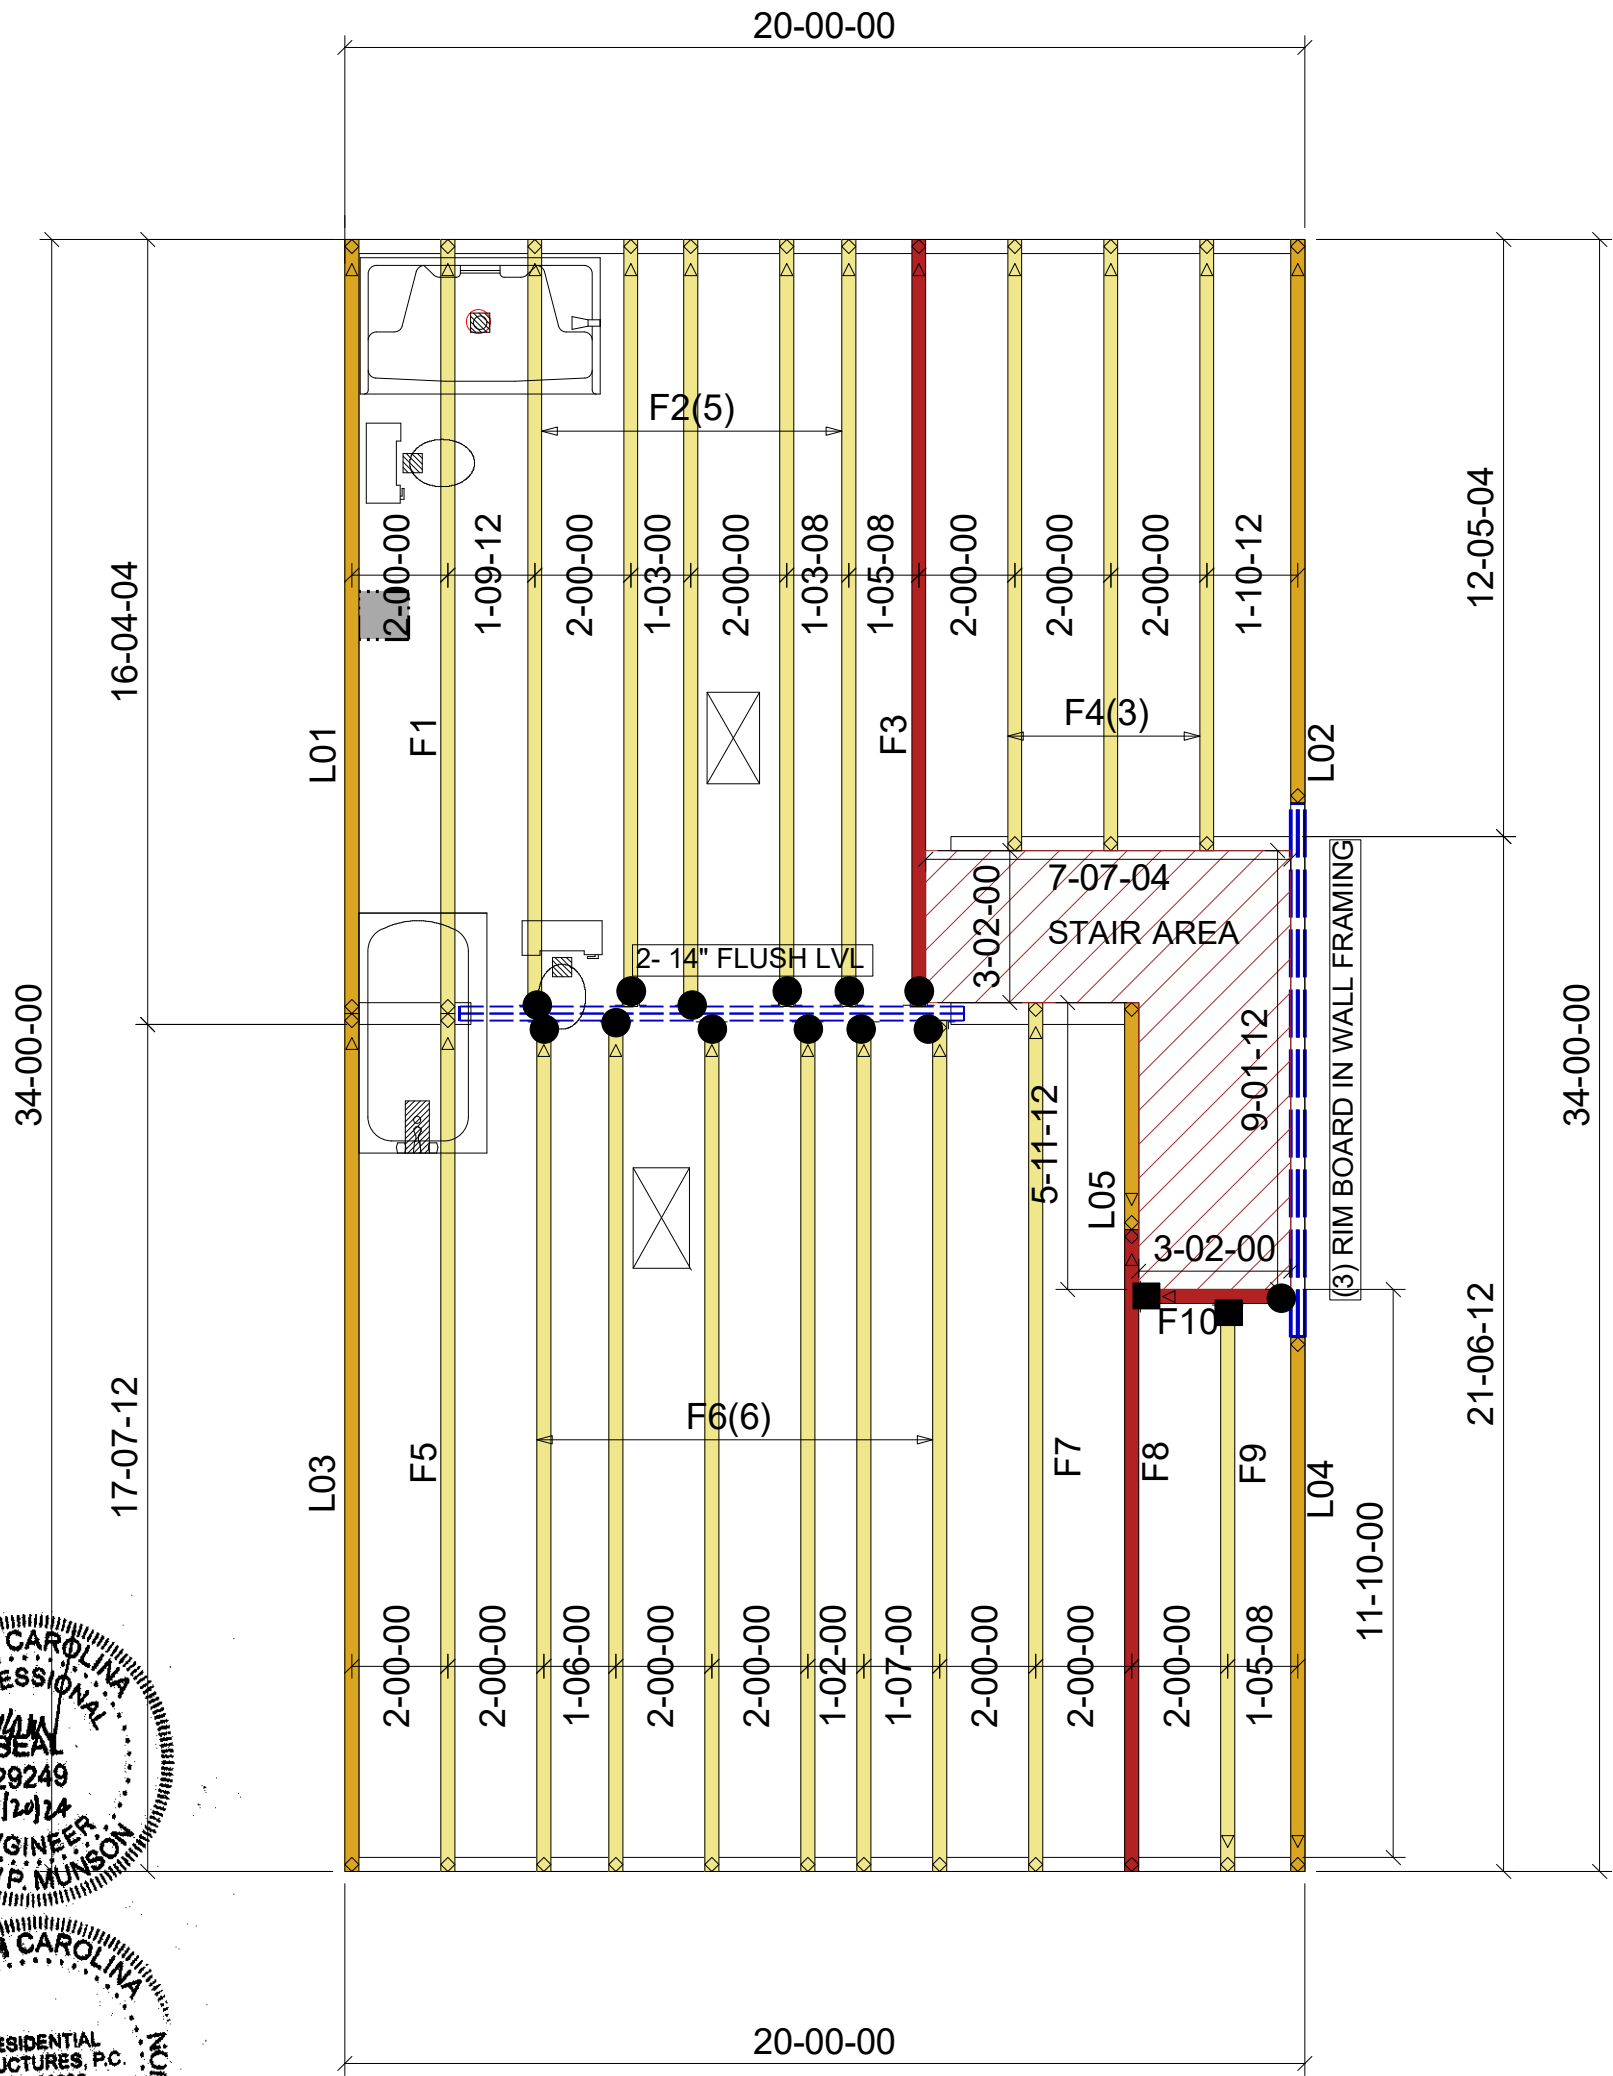 20-00-00
F2(5)
2-00-00
1-09-12
2-00-00
1-03-00
2-00-00
1-03-08
1-05-08
2-00-00
2-00-00
2-00-00
1-10-12
12-05-04
16-04-04
L01
F1
F3
F4(3)
L02
7-07-04
3-02-00
STAIR AREA
2- 14" FLUSH LVL
(3) RIM BOARD IN WALL FRAMING
34-00-00
34-00-00
9-01-12
5-11-12
L05
3-02-00
F10
21-06-12
17-07-12
F6(6)
L03
F5
F7
F8
F9
L04
11-10-00
2-00-00
2-00-00
1-06-00
2-00-00
2-00-00
1-02-00
1-07-00
2-00-00
2-00-00
2-00-00
1-05-08
CAROLINA
ESSIONAL
SEAL
29249
/20/24
GINEER
P. MUNSON
CAROLINA
ESIDENTIAL
UCTURES, P.C.
20-00-00